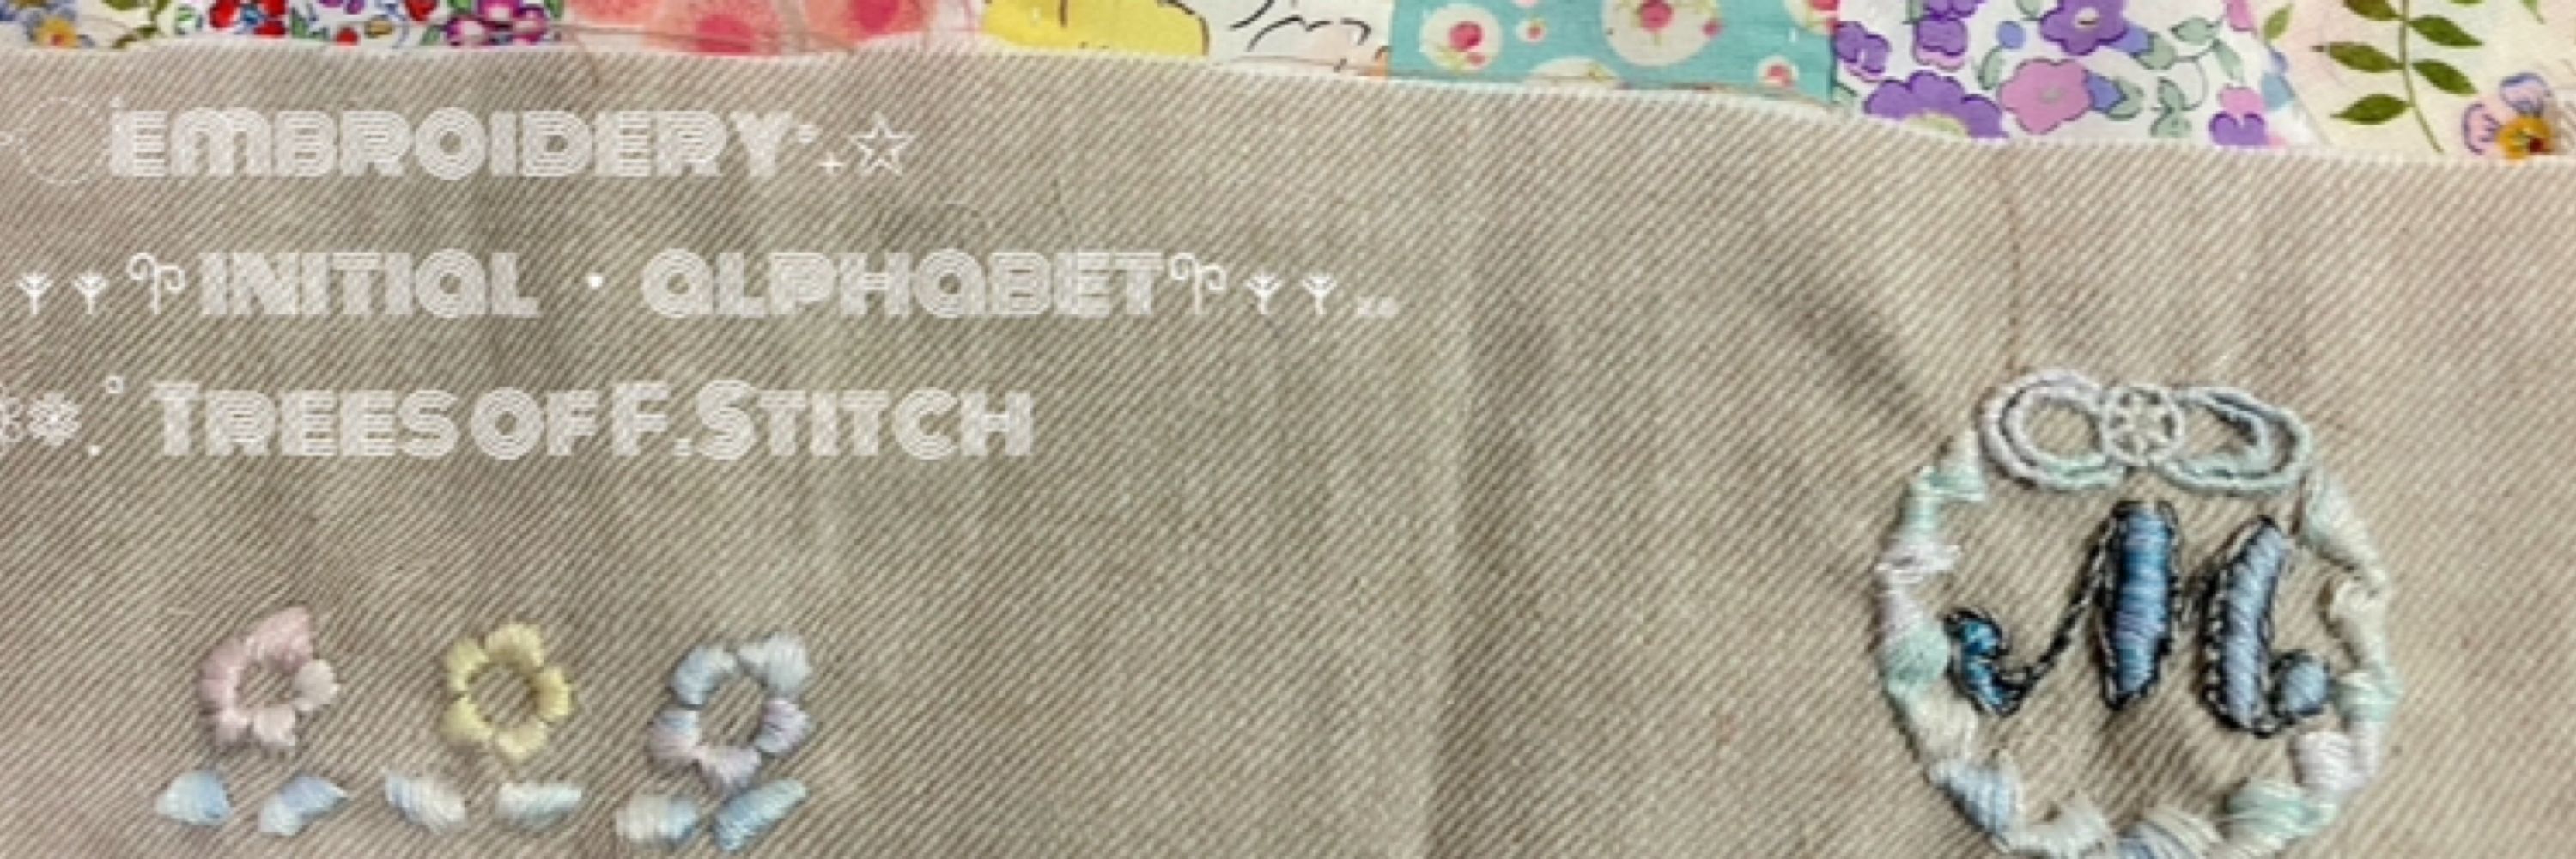 EMBROIDERY
INITIAL・ALPHABET
TREES OF F.STITCH
M